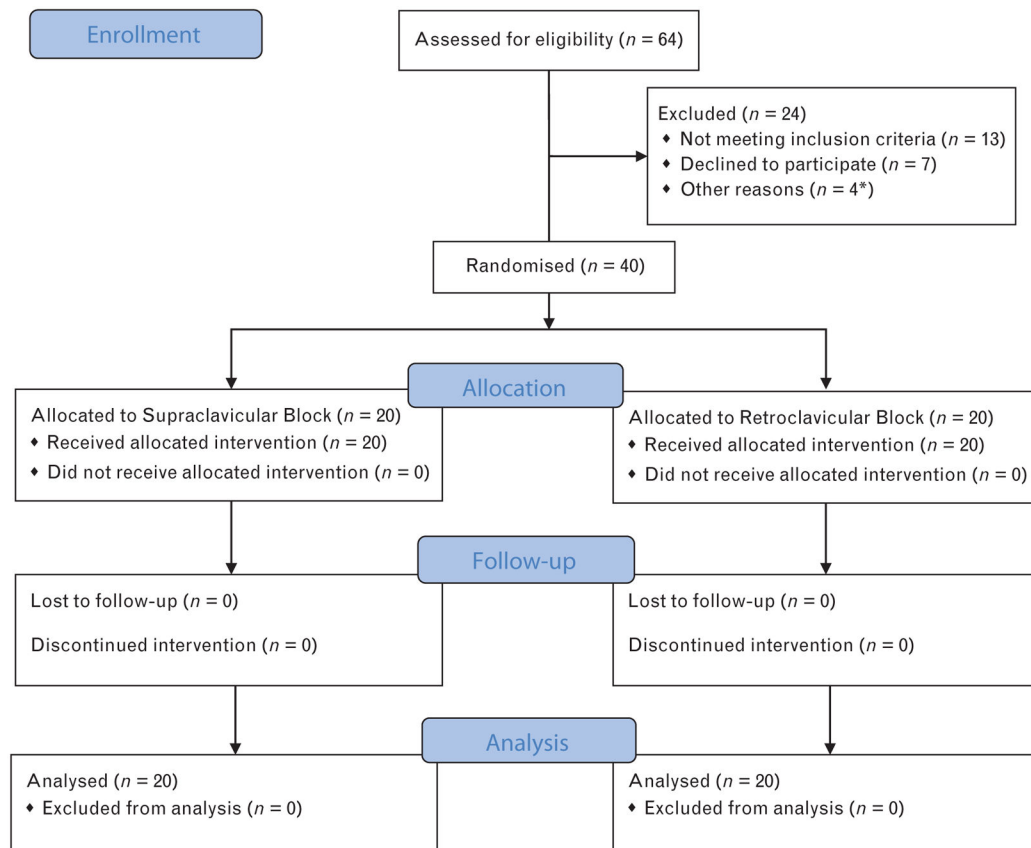 Enrollment
Assessed for eligibility (n = 64)
Excluded (n = 24)
♦ Not meeting inclusion criteria (n = 13)
♦ Declined to participate (n = 7)
♦ Other reasons (n = 4*)
Randomised (n = 40)
Allocation
Allocated to Supraclavicular Block (n = 20)
♦ Received allocated intervention (n = 20)
♦ Did not receive allocated intervention (n = 0)
Allocated to Retroclavicular Block (n = 20)
♦ Received allocated intervention (n = 20)
♦ Did not receive allocated intervention (n = 0)
Follow-up
Lost to follow-up (n = 0)
Discontinued intervention (n = 0)
Lost to follow-up (n = 0)
Discontinued intervention (n = 0)
Analysis
Analysed (n = 20)
♦ Excluded from analysis (n = 0)
Analysed (n = 20)
♦ Excluded from analysis (n = 0)